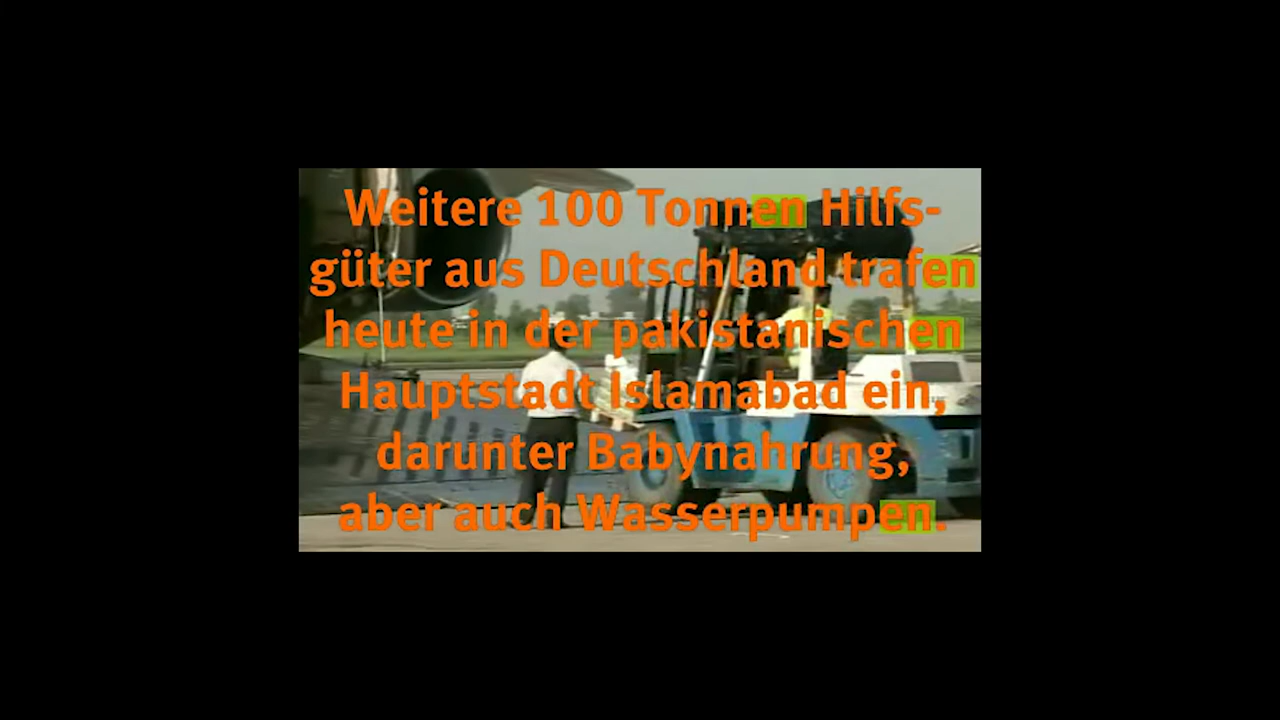 Weitere 100 Tonnen Hilfs-
güter aus Deutschland trafen
heute in der pakistanischen
Hauptstadt Islamabad ein,
darunter Babynahrung,
aber auch Wasserpumpen.